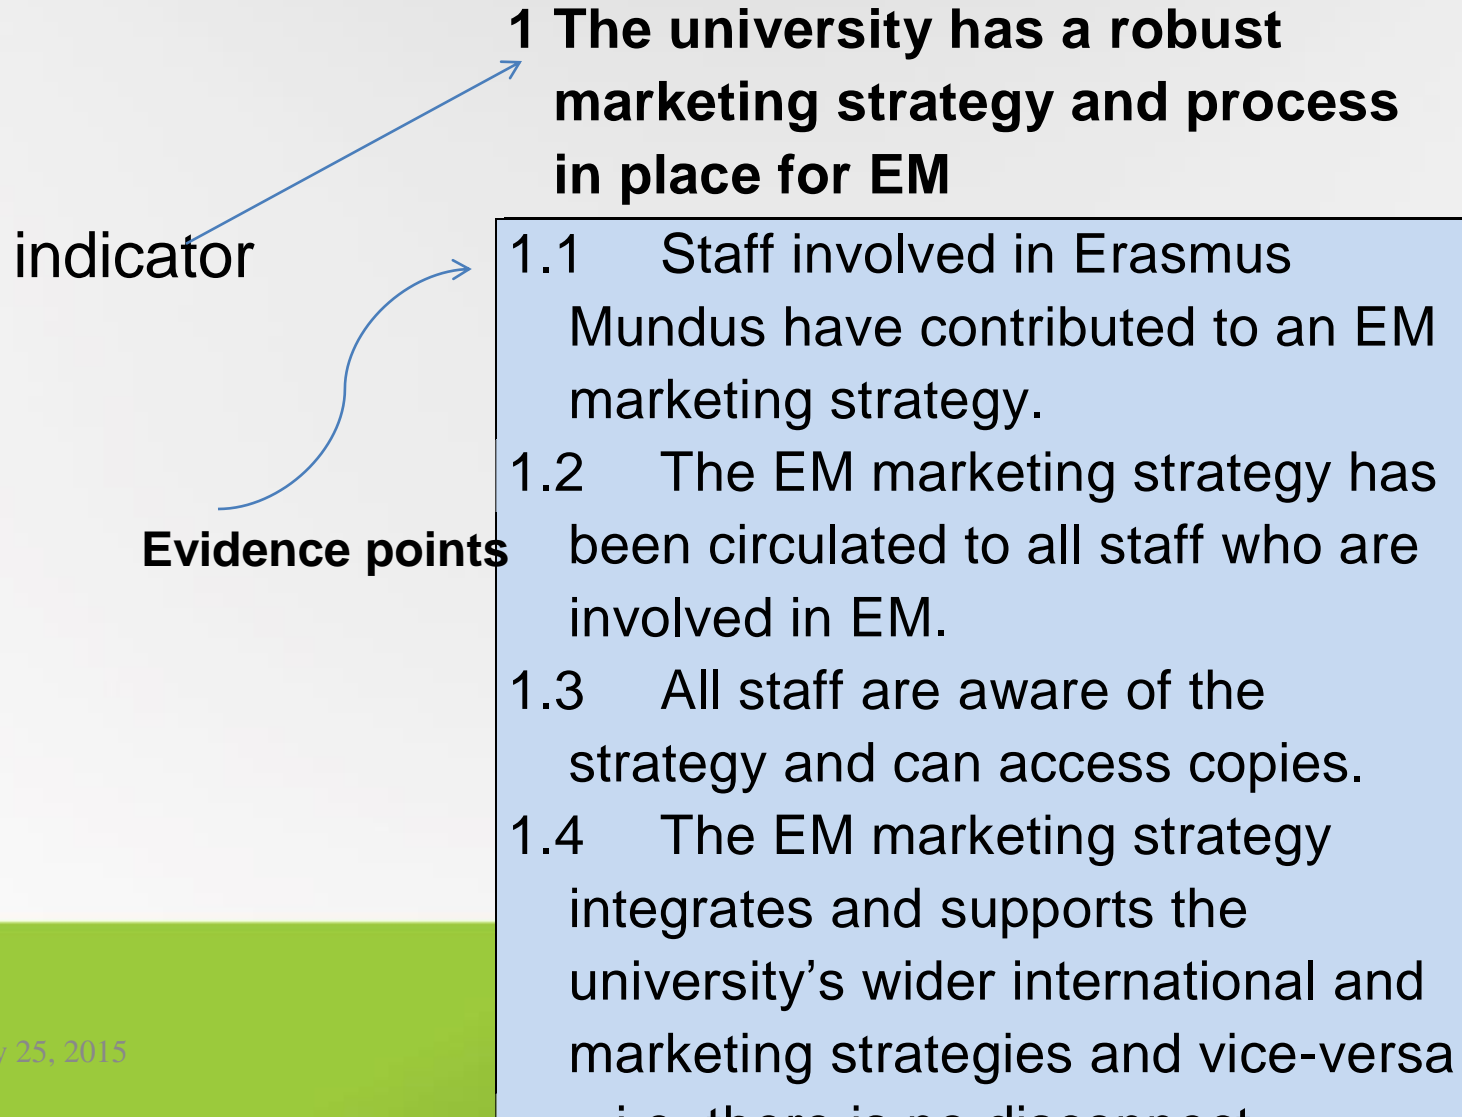 1 The university has a robust
marketing strategy and process
in place for EM
indicator
1.1 Staff involved in Erasmus
Mundus have contributed to an EM
marketing strategy.
1.2 The EM marketing strategy has
Evidence points
been circulated to all staff who are
involved in EM.
1.3 All staff are aware of the
strategy and can access copies.
1.4 The EM marketing strategy
integrates and supports the
university’s wider international and
marketing strategies and vice-versa
i.e. there is no disconnect
y 25, 2015